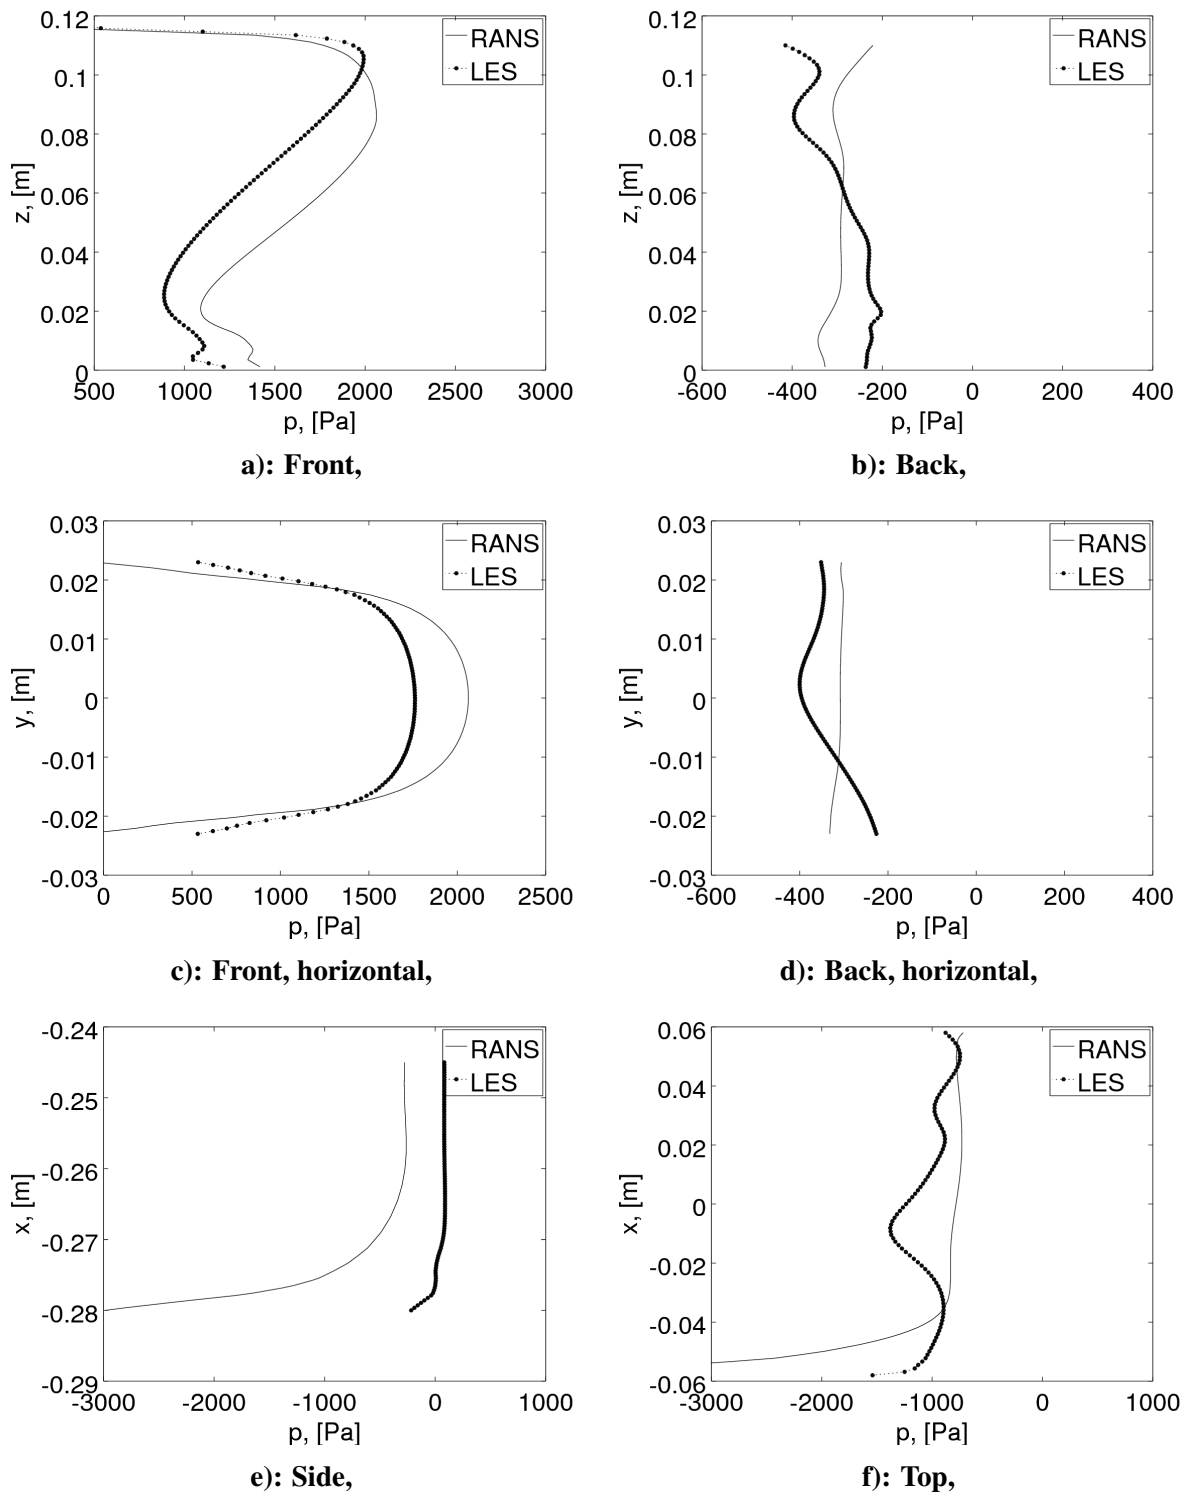 0.12
0.1
0.08
0.06
0.04
0.02
0
z, [m]
500 1000 1500 2000 2500 3000
p, [Pa]
RANS
LES
a): Front,
0.12
0.1
0.08
0.06
0.04
0.02
0
z, [m]
-600 -400 -200 0 200 400
p, [Pa]
RANS
LES
b): Back,
0.03
0.02
0.01
0
-0.01
-0.02
-0.03
y, [m]
0 500 1000 1500 2000 2500
p, [Pa]
RANS
LES
c): Front, horizontal,
0.03
0.02
0.01
0
-0.01
-0.02
-0.03
y, [m]
-600 -400 -200 0 200 400
p, [Pa]
RANS
LES
d): Back, horizontal,
-0.24
-0.25
-0.26
-0.27
-0.28
-0.29
x, [m]
-3000 -2000 -1000 0 1000
p, [Pa]
RANS
LES
e): Side,
0.06
0.04
0.02
0
-0.02
-0.04
-0.06
x, [m]
-3000 -2000 -1000 0 1000
p, [Pa]
RANS
LES
f): Top,